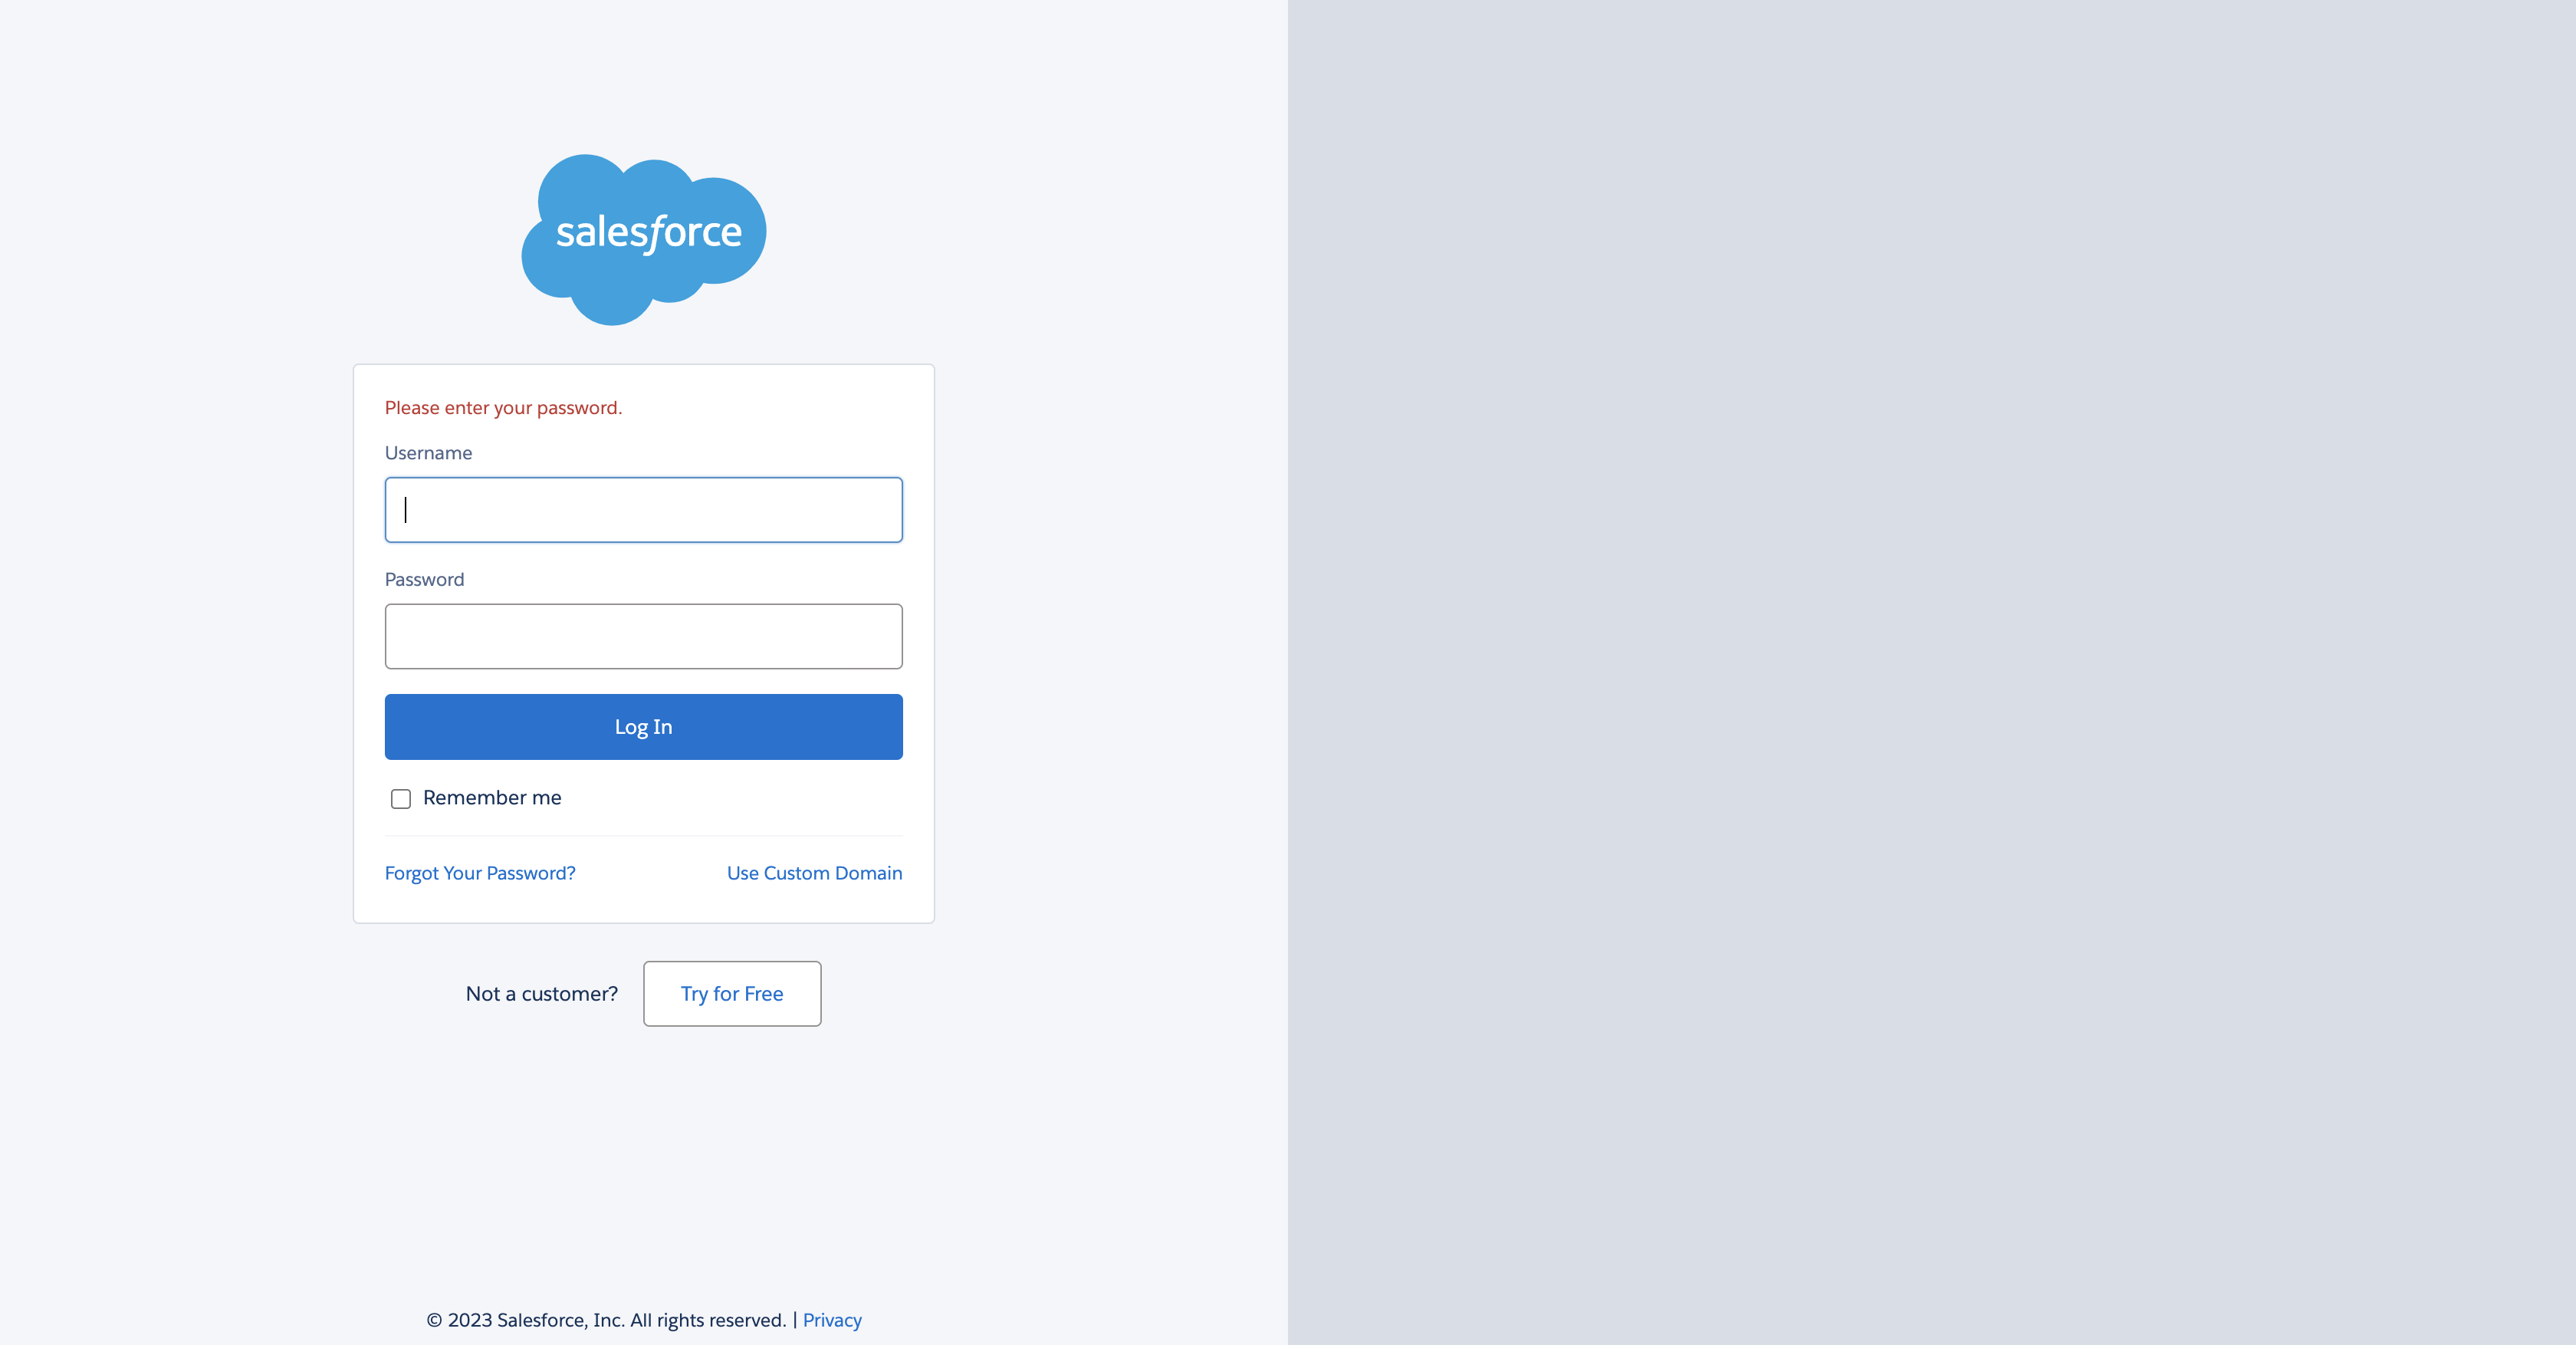 salesforce
Please enter your password.
Username
Password
Log In
Remember me
Forgot Your Password?
Use Custom Domain
Not a customer?
Try for Free
© 2023 Salesforce, Inc. All rights reserved. | Privacy